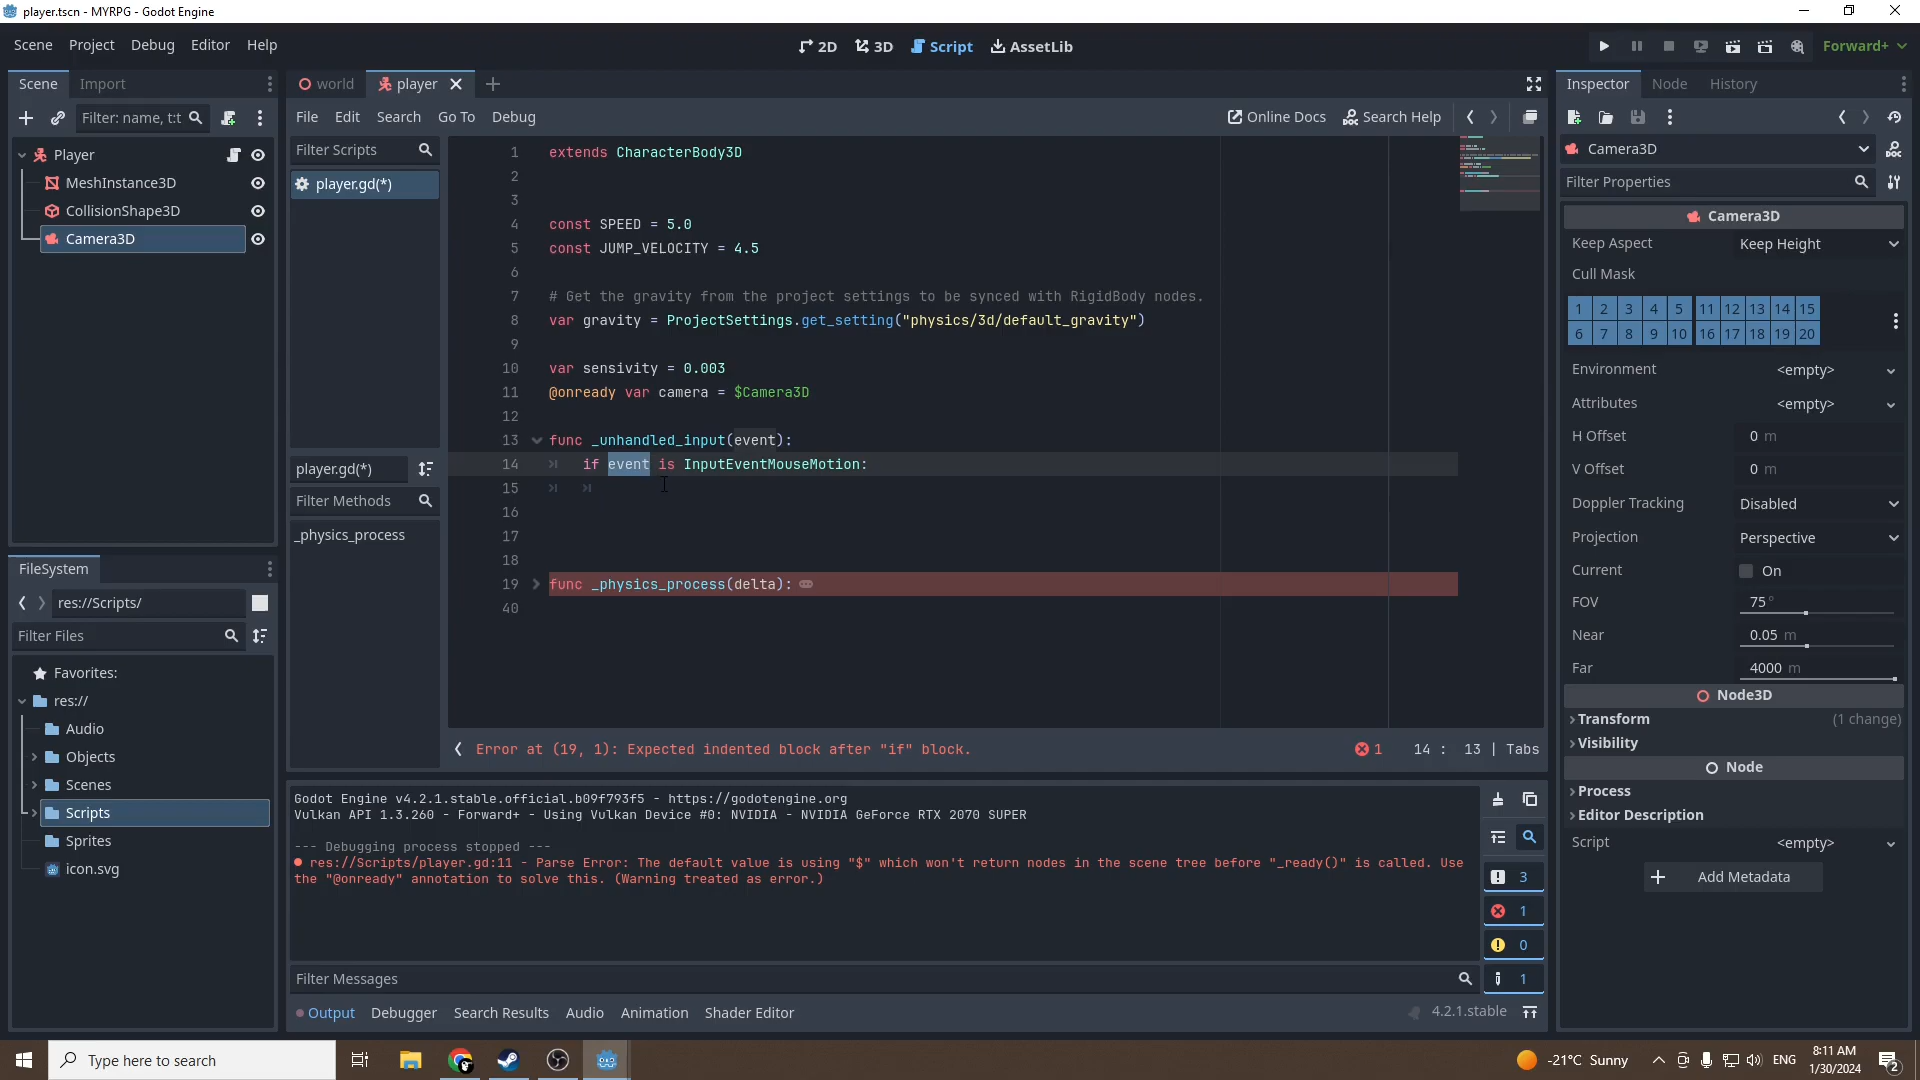 player.tscn - MYRPG - Godot Engine
Scene Project Debug Editor Help
2D 3D Script AssetLib
Forward+
Scene Import
Filter: name, t:t
Player
MeshInstance3D
CollisionShape3D
Camera3D
FileSystem
res://Scripts/
Filter Files
Favorites:
res://
Audio
Objects
Scenes
Scripts
Sprites
icon.svg
world player
File Edit Search Go To Debug
Online Docs Search Help
Filter Scripts
player.gd(*)
player.gd(*)
Filter Methods
_physics_process
1 extends CharacterBody3D
2
3
4 const SPEED = 5.0
5 const JUMP_VELOCITY = 4.5
6
7 # Get the gravity from the project settings to be synced with RigidBody nodes.
8 var gravity = ProjectSettings.get_setting("physics/3d/default_gravity")
9
10 var sensivity = 0.003
11 @onready var camera = $Camera3D
12
13 func _unhandled_input(event):
14 if event is InputEventMouseMotion:
15
16
17
18
19 func _physics_process(delta):
40
Error at (19, 1): Expected indented block after "if" block.
1 14 : 13 | Tabs
Godot Engine v4.2.1.stable.official.b09f793f5 - https://godotengine.org
Vulkan API 1.3.260 - Forward+ - Using Vulkan Device #0: NVIDIA - NVIDIA GeForce RTX 2070 SUPER
--- Debugging process stopped ---
res://Scripts/player.gd:11 - Parse Error: The default value is using "$" which won't return nodes in the scene tree before "_ready()" is called. Use
the "@onready" annotation to solve this. (Warning treated as error.)
3
1
0
1
Filter Messages
Output Debugger Search Results Audio Animation Shader Editor
4.2.1.stable
Inspector Node History
Camera3D
Filter Properties
Camera3D
Keep Aspect Keep Height
Cull Mask
1 2 3 4 5 11 12 13 14 15
6 7 8 9 10 16 17 18 19 20
Environment <empty>
Attributes <empty>
H Offset 0 m
V Offset 0 m
Doppler Tracking Disabled
Projection Perspective
Current On
FOV 75 °
Near 0.05 m
Far 4000 m
Node3D
Transform (1 change)
Visibility
Node
Process
Editor Description
Script <empty>
Add Metadata
Type here to search
-21°C Sunny
ENG
8:11 AM
1/30/2024
2